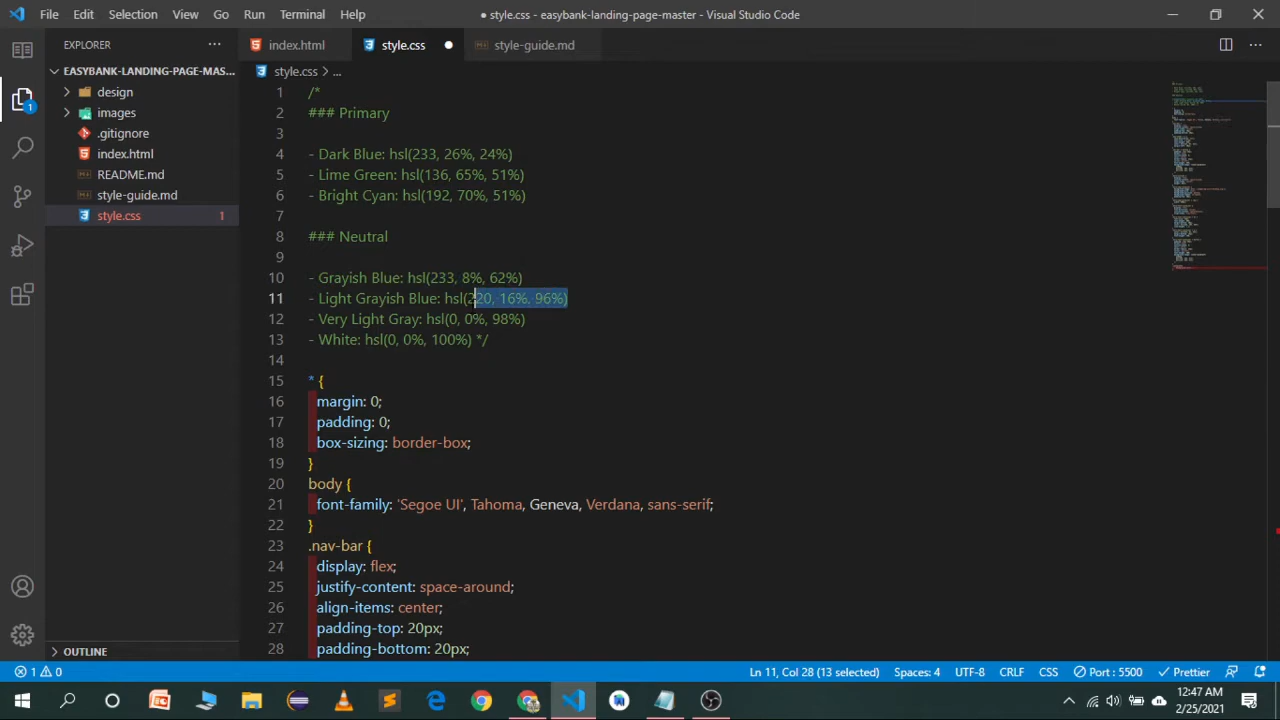 File Edit Selection View Go Run Terminal Help
● style.css - easybank-landing-page-master - Visual Studio Code
EXPLORER
EASYBANK-LANDING-PAGE-MAS...
design
images
.gitignore
index.html
README.md
style-guide.md
style.css 1
OUTLINE
1
index.html
style.css
style-guide.md
style.css > ...
1 /*
2 ### Primary
3
4 - Dark Blue: hsl(233, 26%, 24%)
5 - Lime Green: hsl(136, 65%, 51%)
6 - Bright Cyan: hsl(192, 70%, 51%)
7
8 ### Neutral
9
10 - Grayish Blue: hsl(233, 8%, 62%)
11 - Light Grayish Blue: hsl(220, 16%, 96%)
12 - Very Light Gray: hsl(0, 0%, 98%)
13 - White: hsl(0, 0%, 100%) */
14
15 * {
16 margin: 0;
17 padding: 0;
18 box-sizing: border-box;
19 }
20 body {
21 font-family: 'Segoe UI', Tahoma, Geneva, Verdana, sans-serif;
22 }
23 .nav-bar {
24 display: flex;
25 justify-content: space-around;
26 align-items: center;
27 padding-top: 20px;
28 padding-bottom: 20px;
1 0
Ln 11, Col 28 (13 selected) Spaces: 4 UTF-8 CRLF CSS Port : 5500 Prettier
12:47 AM
2/25/2021